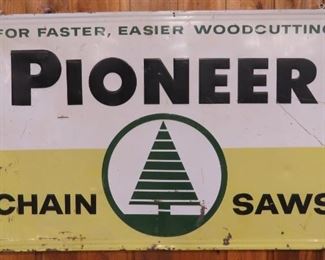 FOR FASTER, EASIER WOODCUTTING
PIONEER
CHAIN SAWS